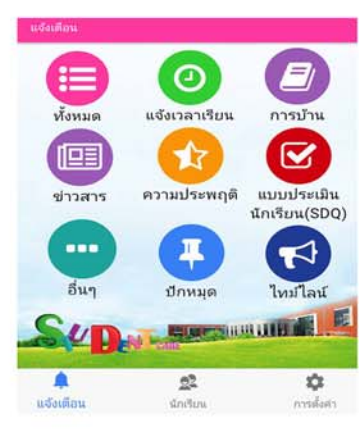 แจ้งเตือน
ทั้งหมด แจ้งเวลาเรียน การบ้าน
ข่าวสาร ความประพฤติ แบบประเมิน
นักเรียน(SDQ)
อื่นๆ ปักหมุด ไทม์ไลน์
STUDENT CARE
แจ้งเตือน นักเรียน การตั้งค่า